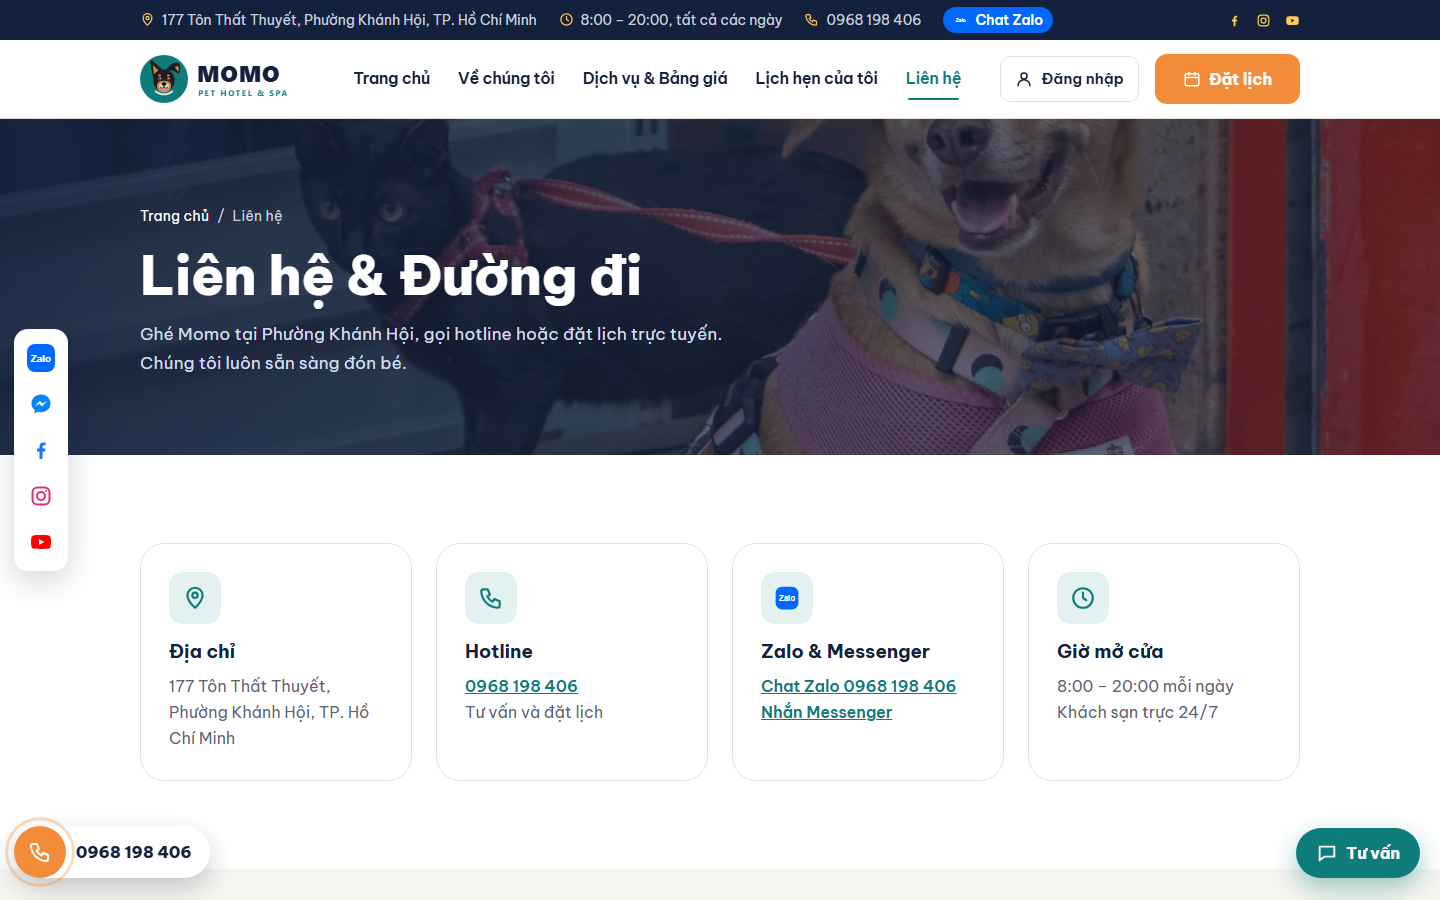 177 Tôn Thất Thuyết, Phường Khánh Hội, TP. Hồ Chí Minh
8:00 – 20:00, tất cả các ngày
0968 198 406
Zalo Chat Zalo
MOMO
PET HOTEL & SPA
Trang chủ
Về chúng tôi
Dịch vụ & Bảng giá
Lịch hẹn của tôi
Liên hệ
Đăng nhập
Đặt lịch
Trang chủ / Liên hệ
Liên hệ & Đường đi
Ghé Momo tại Phường Khánh Hội, gọi hotline hoặc đặt lịch trực tuyến.
Chúng tôi luôn sẵn sàng đón bé.
Zalo
Địa chỉ
177 Tôn Thất Thuyết,
Phường Khánh Hội, TP. Hồ
Chí Minh
Hotline
0968 198 406
Tư vấn và đặt lịch
Zalo
Zalo & Messenger
Chat Zalo 0968 198 406
Nhắn Messenger
Giờ mở cửa
8:00 – 20:00 mỗi ngày
Khách sạn trực 24/7
0968 198 406
Tư vấn